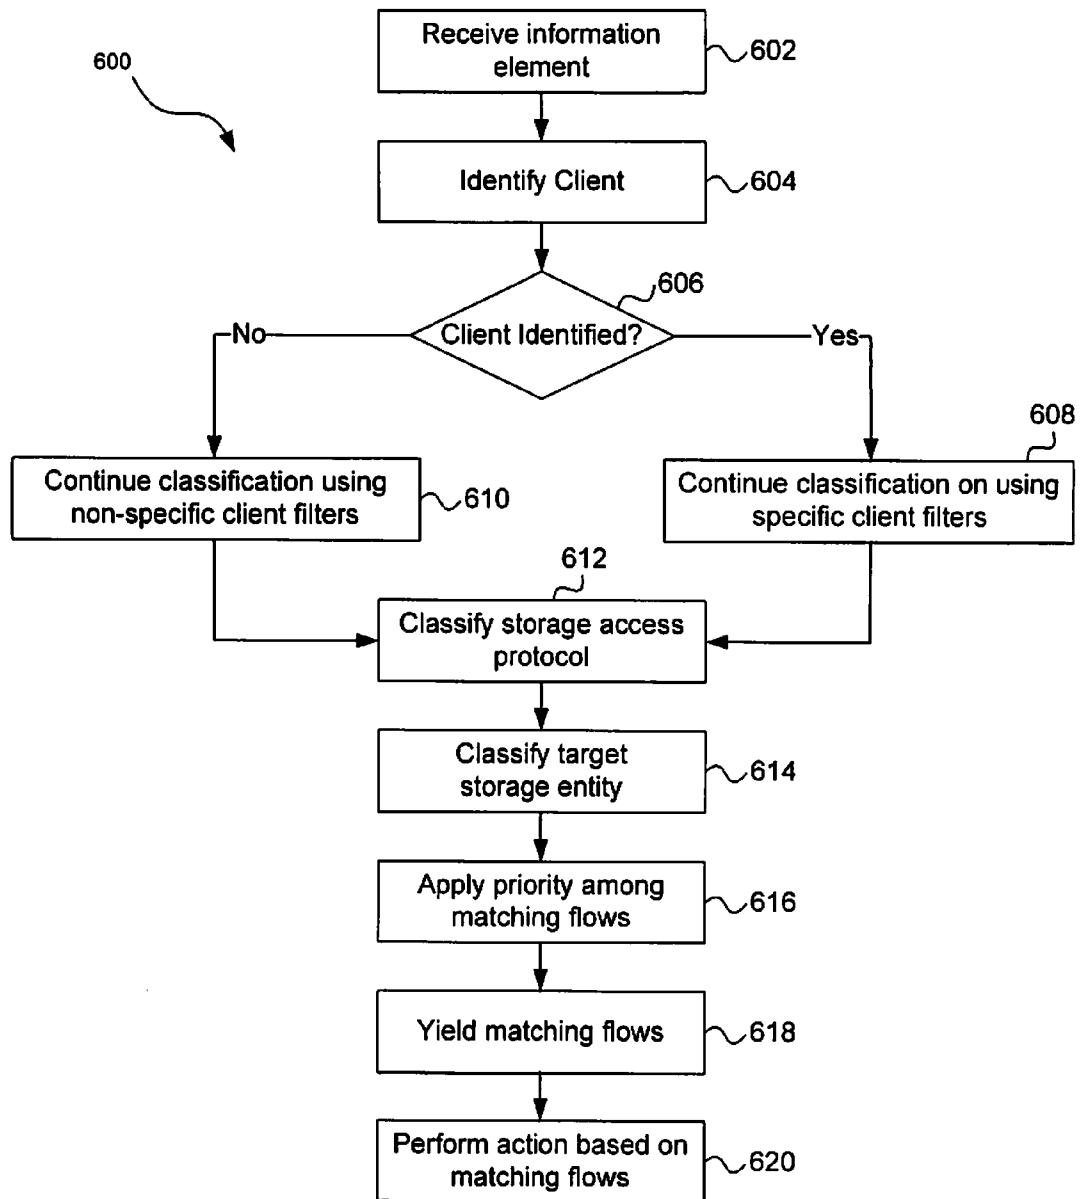 Receive information
element
602
600
Identify Client
604
606
Client Identified?
No
Yes
608
Continue classification using
non-specific client filters
610
Continue classification on using
specific client filters
612
Classify storage access
protocol
Classify target
storage entity
614
Apply priority among
matching flows
616
Yield matching flows
618
Perform action based on
matching flows
620